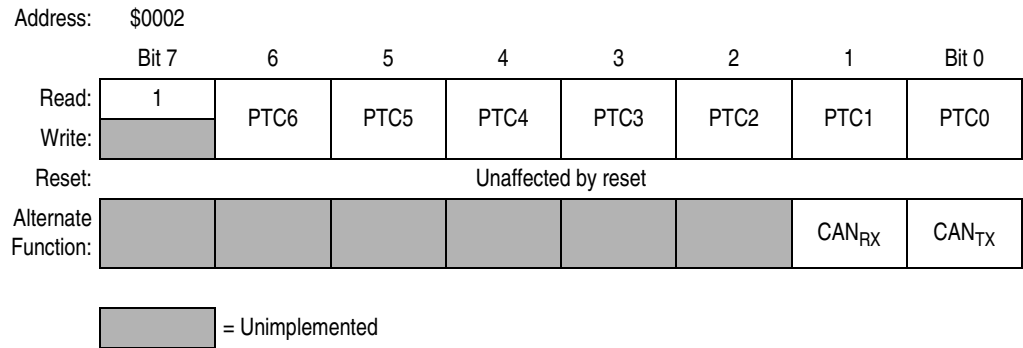 Address: $0002
Bit 7 6 5 4 3 2 1 Bit 0
Read: 1 PTC6 PTC5 PTC4 PTC3 PTC2 PTC1 PTC0
Write:
Reset: Unaffected by reset
Alternate
Function: CANRX CANTX
= Unimplemented